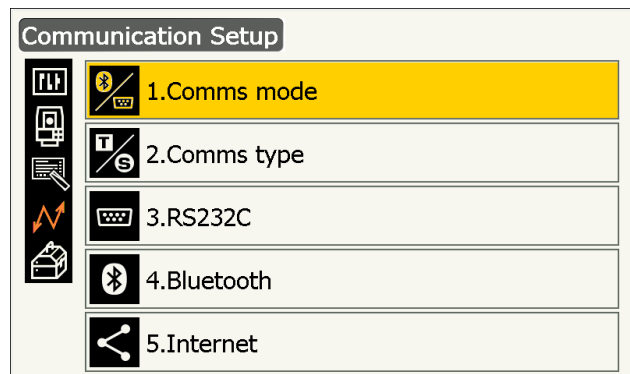 Communication Setup
1.Comms mode
T S 2.Comms type
3.RS232C
4.Bluetooth
5.Internet